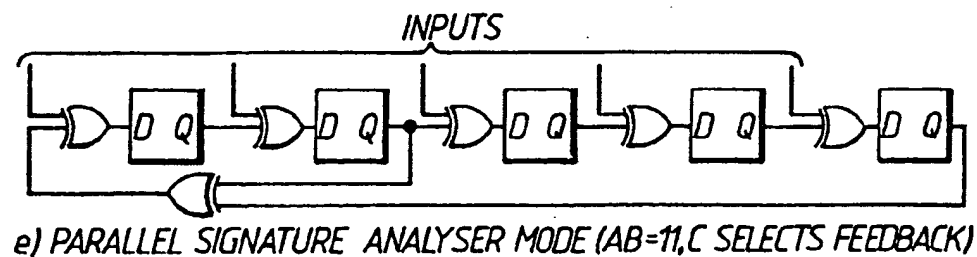 INPUTS
D Q D Q D Q D Q D Q
e) PARALLEL SIGNATURE ANALYSER MODE (AB=11,C SELECTS FEEDBACK)